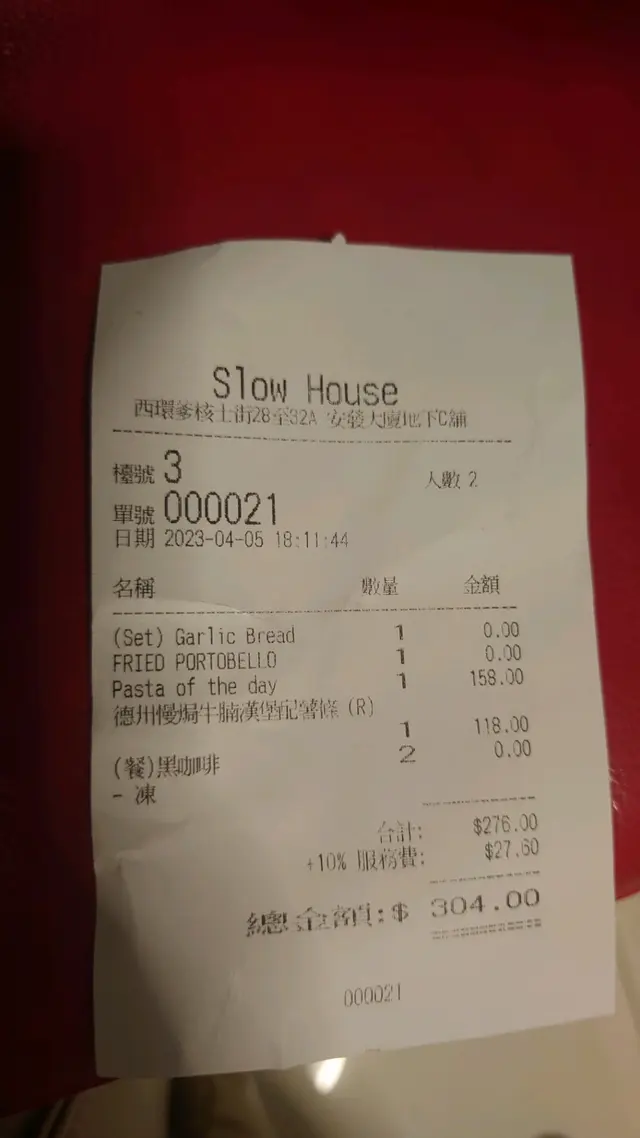 Slow House
西環爹核士街28至32A 安發大廈地下C舖
檯號 3 人數 2
單號 000021
日期 2023-04-05 18:11:44
名稱 數量 金額
(Set) Garlic Bread 1 0.00
FRIED PORTOBELLO 1 0.00
Pasta of the day 1 158.00
德州慢焗牛腩漢堡配薯條 (R)
1 118.00
(餐)黑咖啡 2 0.00
- 凍
合計: $276.00
+10% 服務費: $27.60
總金額:$ 304.00
000021